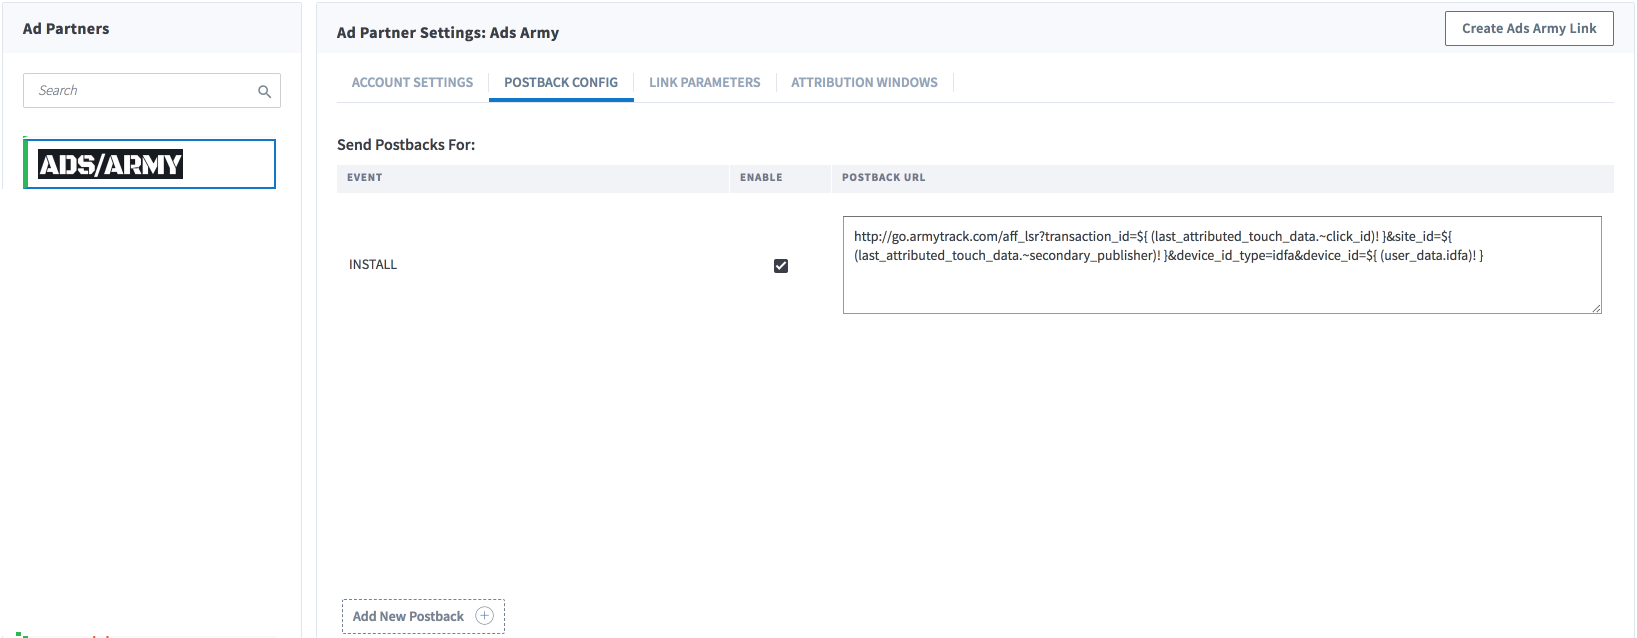 Ad Partners
Search
ADS/ARMY
Ad Partner Settings: Ads Army
Create Ads Army Link
ACCOUNT SETTINGS
POSTBACK CONFIG
LINK PARAMETERS
ATTRIBUTION WINDOWS
Send Postbacks For:
EVENT
ENABLE
POSTBACK URL
INSTALL
http://go.armytrack.com/aff_lsr?transaction_id=${ (last_attributed_touch_data.~click_id)! }&site_id=${
(last_attributed_touch_data.~secondary_publisher)! }&device_id_type=idfa&device_id=${ (user_data.idfa)! }
Add New Postback